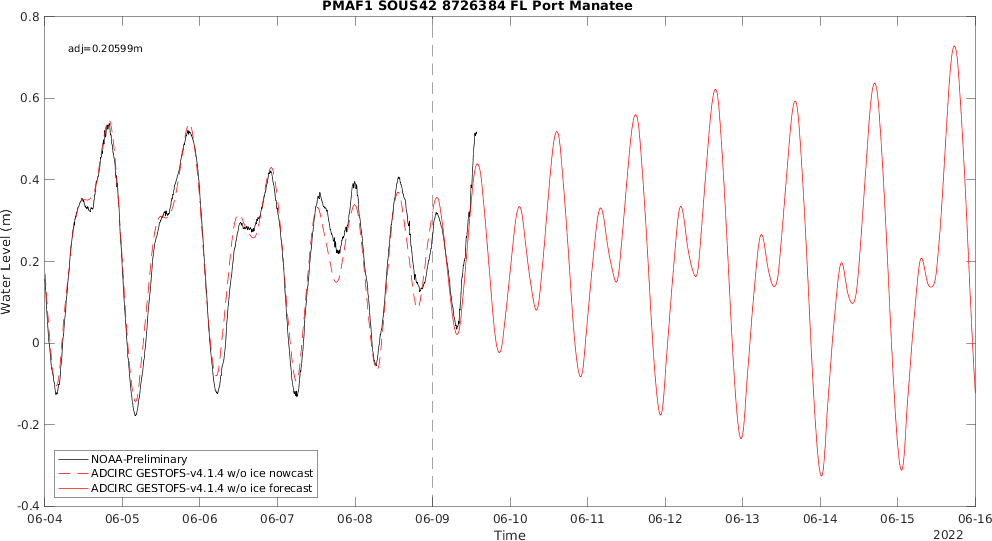 PMAF1 SOUS42 8726384 FL Port Manatee
adj=0.20599m
0.8
0.6
0.4
0.2
0
-0.2
-0.4
Water Level (m)
NOAA-Preliminary
ADCIRC GESTOFS-v4.1.4 w/o ice nowcast
ADCIRC GESTOFS-v4.1.4 w/o ice forecast
06-04 06-05 06-06 06-07 06-08 06-09 06-10 06-11 06-12 06-13 06-14 06-15 06-16
Time
2022